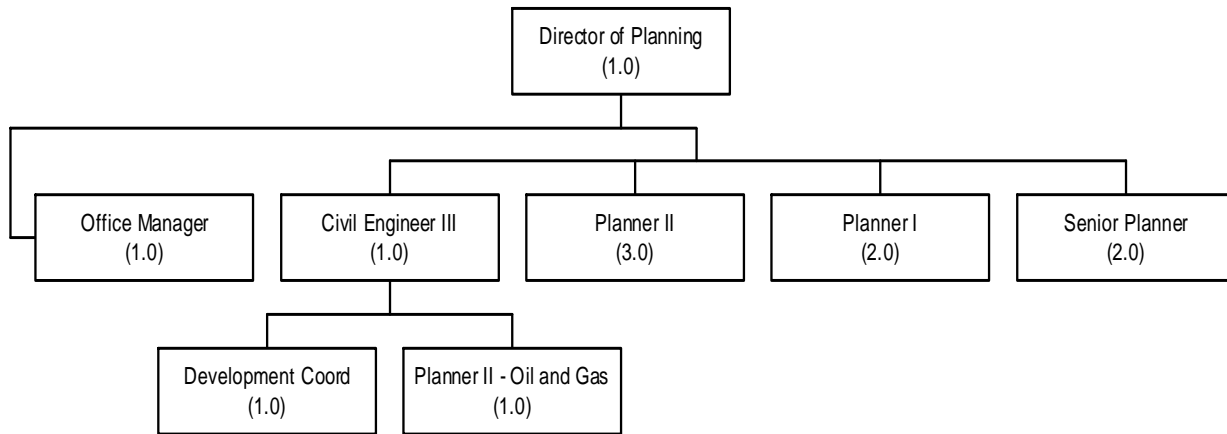 Director of Planning
(1.0)
Office Manager
(1.0)
Civil Engineer III
(1.0)
Planner II
(3.0)
Planner I
(2.0)
Senior Planner
(2.0)
Development Coord
(1.0)
Planner II - Oil and Gas
(1.0)